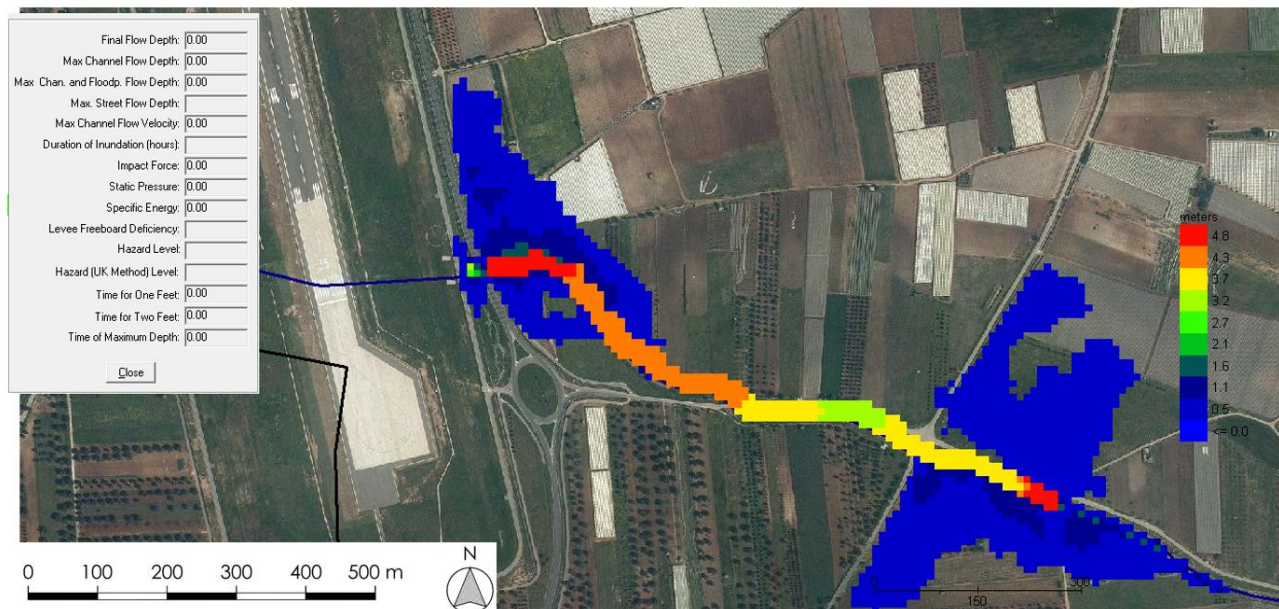 Final Flow Depth: 0.00
Max Channel Flow Depth: 0.00
Max Chan. and Floodp. Flow Depth: 0.00
Max. Street Flow Depth:
Max Channel Flow Velocity: 0.00
Duration of Inundation (hours):
Impact Force: 0.00
Static Pressure: 0.00
Specific Energy: 0.00
Levee Freeboard Deficiency:
Hazard Level:
Hazard (UK Method) Level:
Time for One Feet: 0.00
Time for Two Feet: 0.00
Time of Maximum Depth: 0.00
Close
meters
4.8
4.3
3.7
3.2
2.7
2.1
1.6
1.1
0.5
<= 0.0
N
0 100 200 300 400 500 m
0 150 300